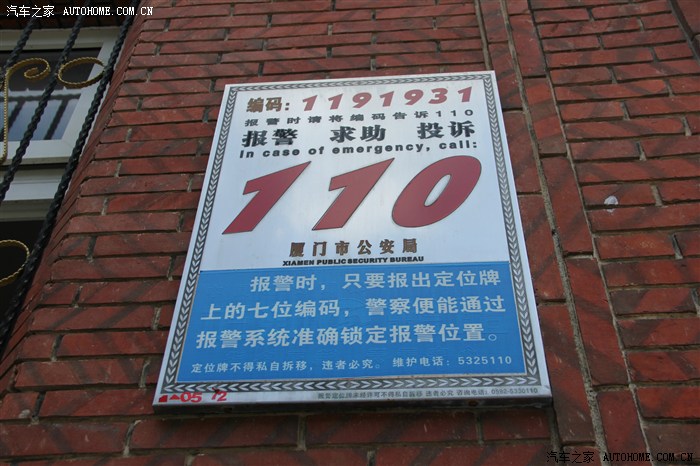 汽车之家 AUTOHOME.COM.CN
编码：1191931
报警时请将编码告诉110
报警 求助 投诉
In case of emergency, call:
110
厦门市公安局
XIAMEN PUBLIC SECURITY BUREAU
报警时，只要报出定位牌
上的七位编码，警察便能通过
报警系统准确锁定报警位置。
定位牌不得私自拆移，违者必究。 维护电话：5325110
汽车之家 AUTOHOME.COM.CN